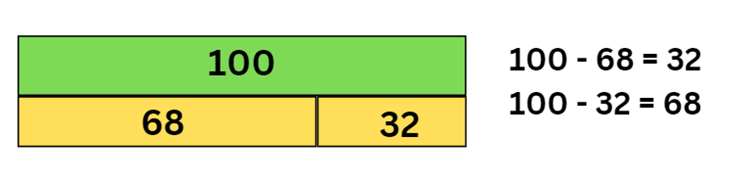 100
68 32
100 - 68 = 32
100 - 32 = 68